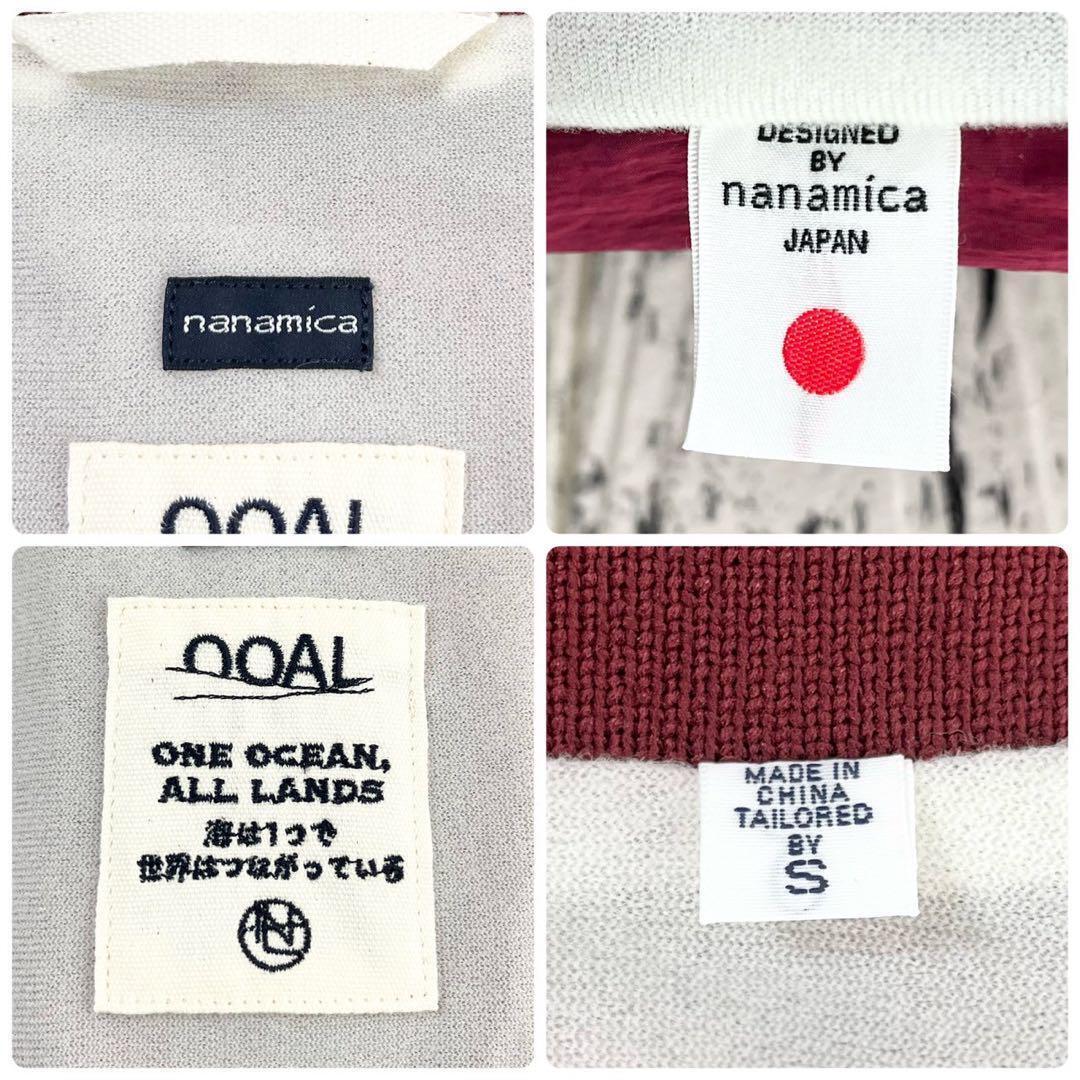 nanamica
OOAL
DESIGNED
BY
nanamica
JAPAN
OOAL
ONE OCEAN,
ALL LANDS
海は1つで
世界はつながっている
MADE IN
CHINA
TAILORED
BY
S